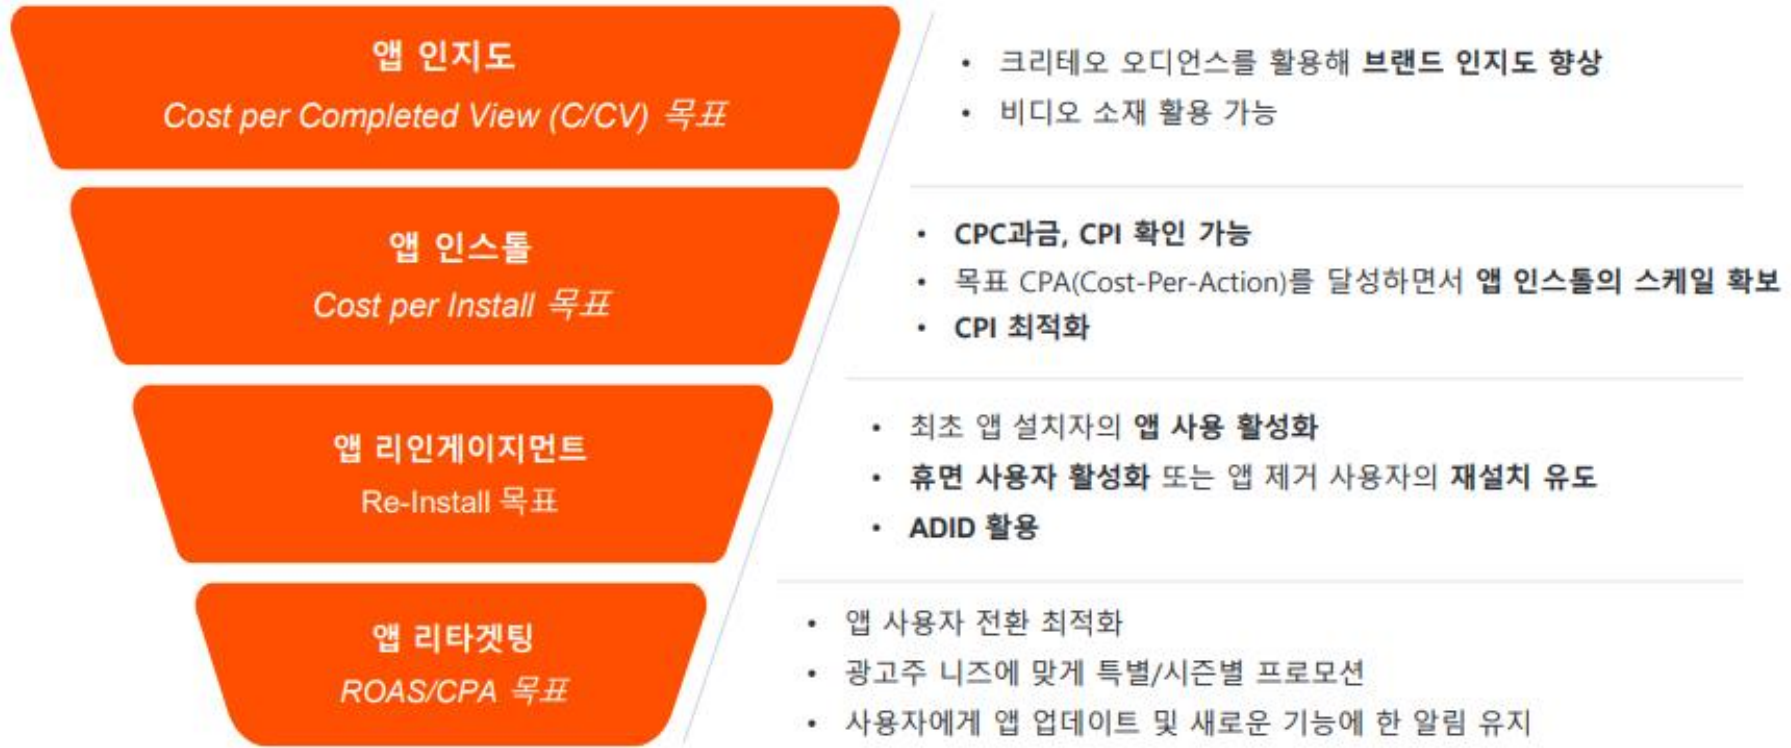 앱 인지도
Cost per Completed View (C/CV) 목표
• 크리테오 오디언스를 활용해 브랜드 인지도 향상
• 비디오 소재 활용 가능
앱 인스톨
Cost per Install 목표
• CPC과금, CPI 확인 가능
• 목표 CPA(Cost-Per-Action)를 달성하면서 앱 인스톨의 스케일 확보
• CPI 최적화
앱 리인게이지먼트
Re-Install 목표
• 최초 앱 설치자의 앱 사용 활성화
• 휴면 사용자 활성화 또는 앱 제거 사용자의 재설치 유도
• ADID 활용
앱 리타겟팅
ROAS/CPA 목표
• 앱 사용자 전환 최적화
• 광고주 니즈에 맞게 특별/시즌별 프로모션
• 사용자에게 앱 업데이트 및 새로운 기능에 한 알림 유지